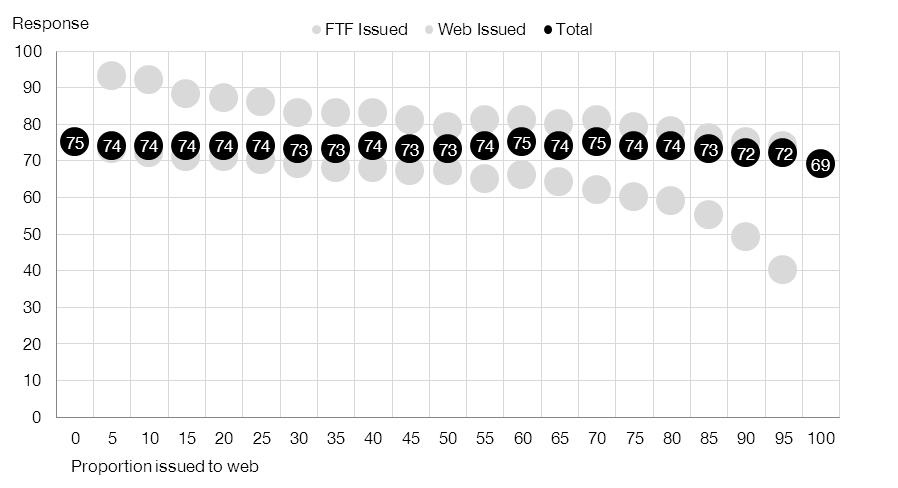 Response
FTF Issued Web Issued Total
100
90
80
70
60
50
40
30
20
10
0
75 74 74 74 74 74 73 73 74 73 73 74 75 74 75 74 74 73 72 72 69
0 5 10 15 20 25 30 35 40 45 50 55 60 65 70 75 80 85 90 95 100
Proportion issued to web